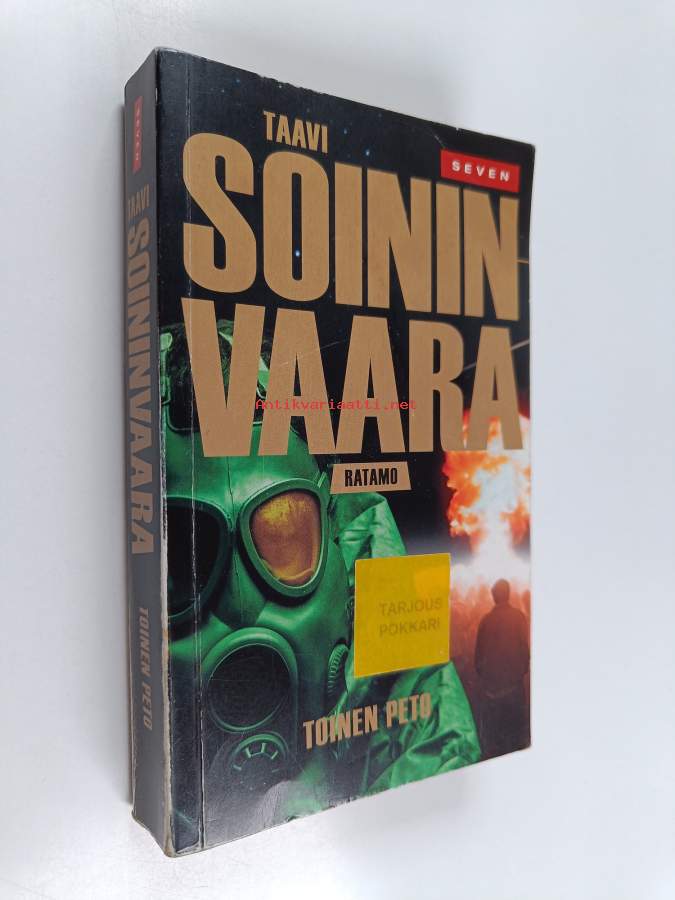 SEVEN
TAAVI
SOININVAARA
TOINEN PETO
TAAVI
SEVEN
SOININ
VAARA
Antikvariaatti.net
RATAMO
TARJOUS
POKKARI
TOINEN PETO